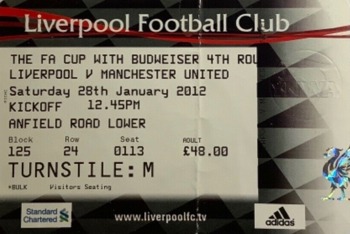 Liverpool Football Club
THE FA CUP WITH BUDWEISER 4TH ROU
LIVERPOOL V MANCHESTER UNITED
Saturday 28th January 2012
KICKOFF 12.45PM
ANFIELD ROAD LOWER
Block Row Seat ADULT
125 24 0113 £48.00
TURNSTILE: M
*BULK Visitors Seating
Standard Chartered www.liverpoolfc.tv adidas